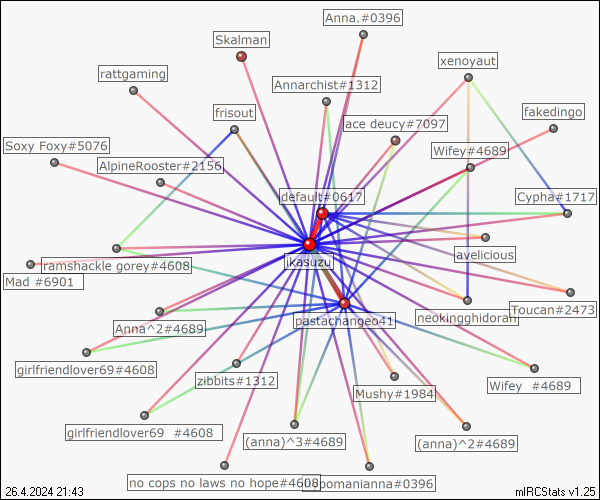 Anna.#0396
Skalman
xenoyaut
rattgaming
Annarchist#1312
frisout
ace deucy#7097
fakedingo
Soxy Foxy#5076
Wifey#4689
AlpineRooster#2156
default#0617
Cypha#1717
avelicious
ikasuzu
ramshackle gorey#4608
Mad #6901
Toucan#2473
neokingghidorah
pastachangeo41
Anna^2#4689
girlfriendlover69#4608
zibbits#1312
Wifey #4689
Mushy#1984
girlfriendlover69 #4608
(anna)^3#4689
(anna)^2#4689
no cops no laws no hope#4608
26.4.2024 21:43
mIRCStats v1.25